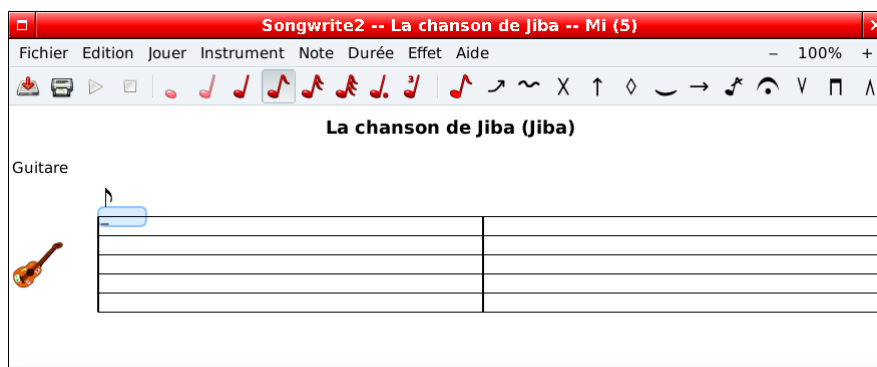 Songwrite2 -- La chanson de Jiba -- Mi (5)
Fichier Edition Jouer Instrument Note Durée Effet Aide – 100% +
La chanson de Jiba (Jiba)
Guitare